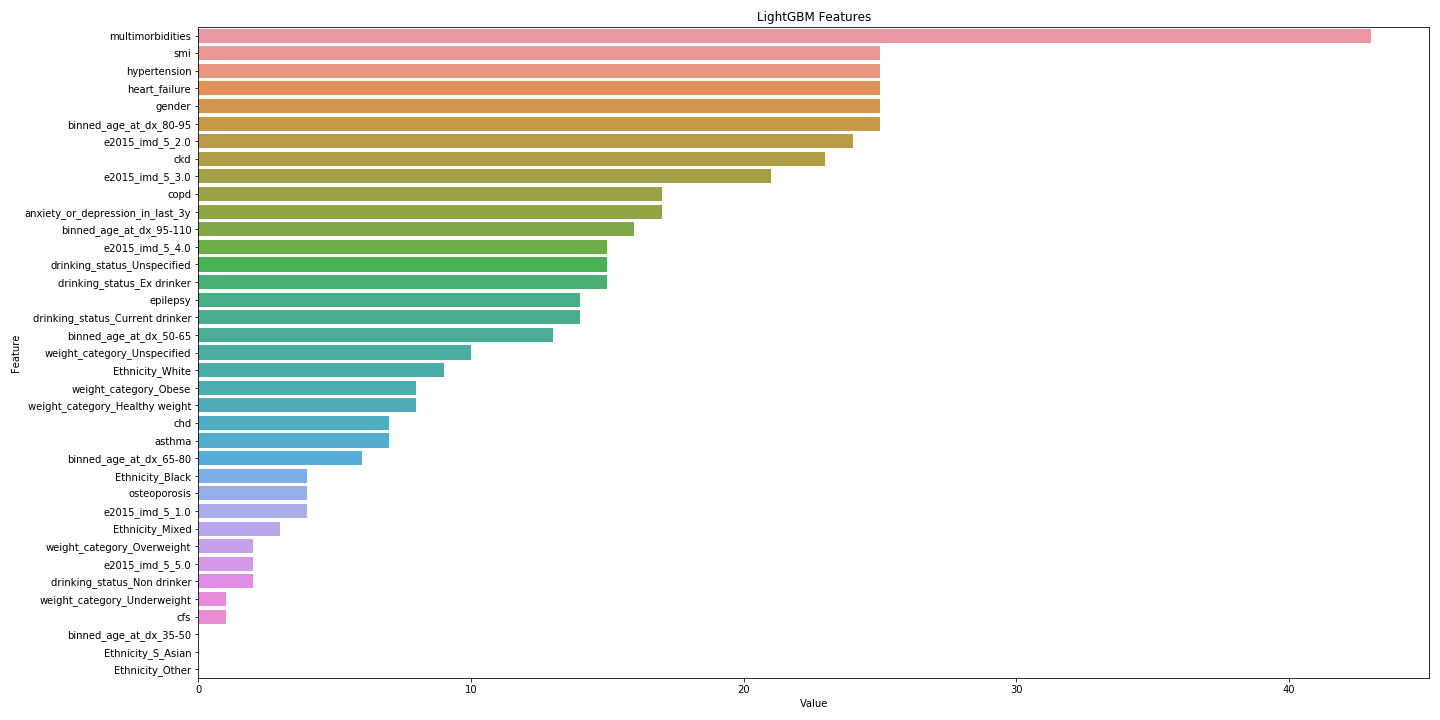 LightGBM Features
multimorbidities
smi
hypertension
heart_failure
gender
binned_age_at_dx_80-95
e2015_imd_5_2.0
ckd
e2015_imd_5_3.0
copd
anxiety_or_depression_in_last_3y
binned_age_at_dx_95-110
e2015_imd_5_4.0
drinking_status_Unspecified
drinking_status_Ex drinker
epilepsy
drinking_status_Current drinker
binned_age_at_dx_50-65
weight_category_Unspecified
Ethnicity_White
weight_category_Obese
weight_category_Healthy weight
chd
asthma
binned_age_at_dx_65-80
Ethnicity_Black
osteoporosis
e2015_imd_5_1.0
Ethnicity_Mixed
weight_category_Overweight
e2015_imd_5_5.0
drinking_status_Non drinker
weight_category_Underweight
cfs
binned_age_at_dx_35-50
Ethnicity_S_Asian
Ethnicity_Other
Feature
0 10 20 30 40
Value